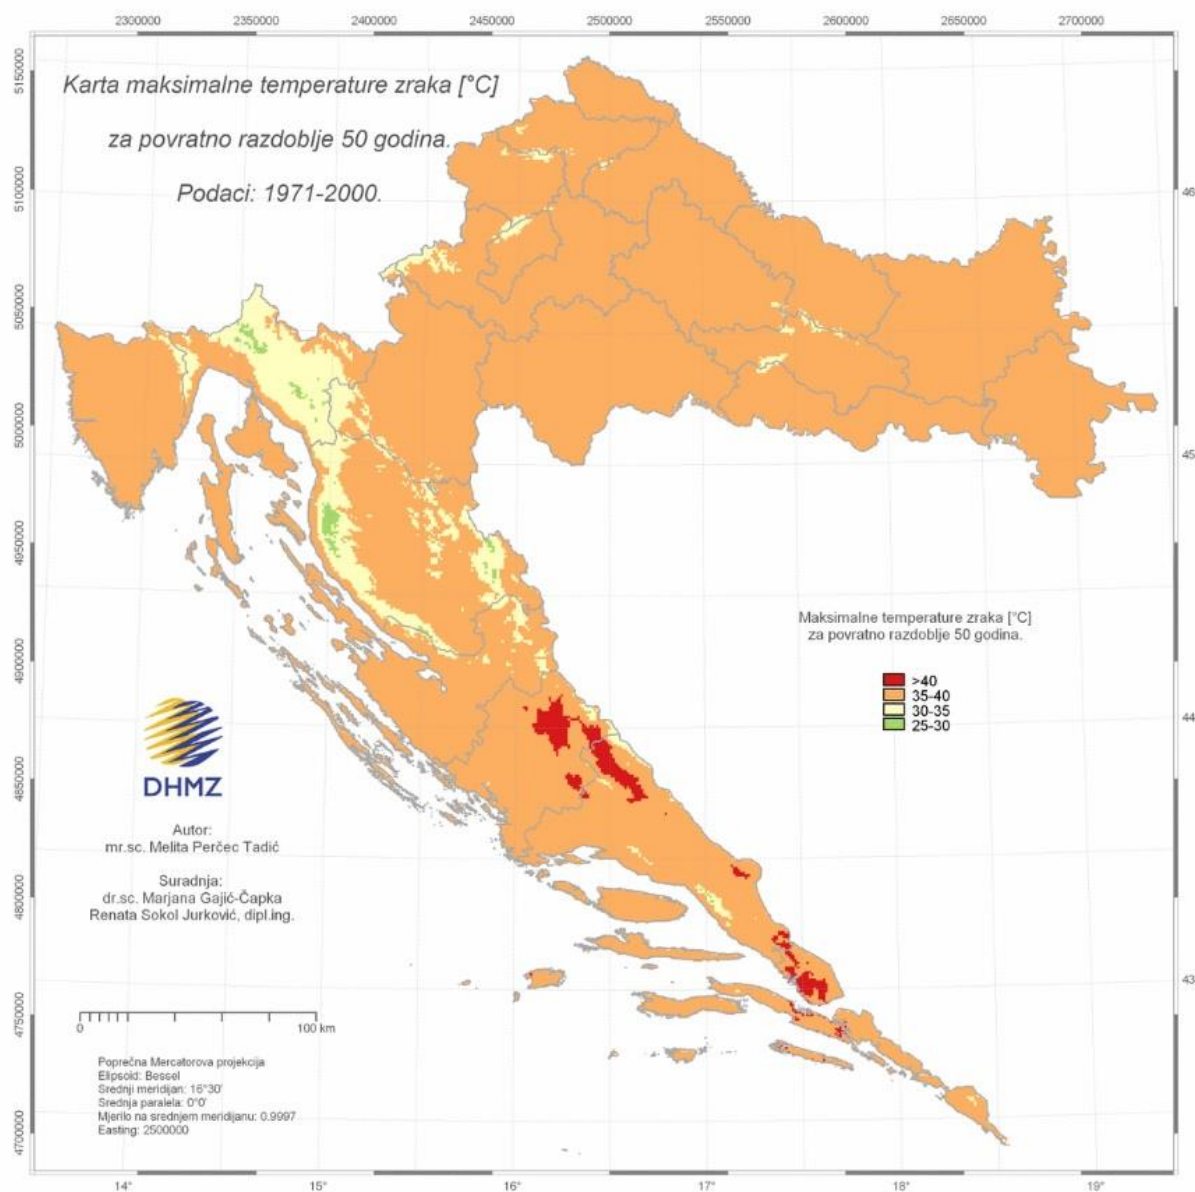 2300000 2350000 2400000 2450000 2500000 2550000 2600000 2650000 2700000
Karta maksimalne temperature zraka [°C]
za povratno razdoblje 50 godina.
Podaci: 1971-2000.
5150000
5100000
5050000
5000000
4950000
4900000
4850000
4800000
4750000
4700000
46
45
44
43
Maksimalne temperature zraka [°C]
za povratno razdoblje 50 godina.
>40
35-40
30-35
25-30
DHMZ
Autor:
mr.sc. Melita Perčec Tadić
Suradnja:
dr.sc. Marjana Gajić-Čapka
Renata Sokol Jurković, dipl.ing.
0 100 km
Poprečna Mercatorova projekcija
Elipsoid: Bessel
Srednji meridijan: 16°30'
Srednja paralela: 0°0'
Mjerilo na srednjem meridijanu: 0.9997
Easting: 2500000
14° 15° 16° 17° 18° 19°